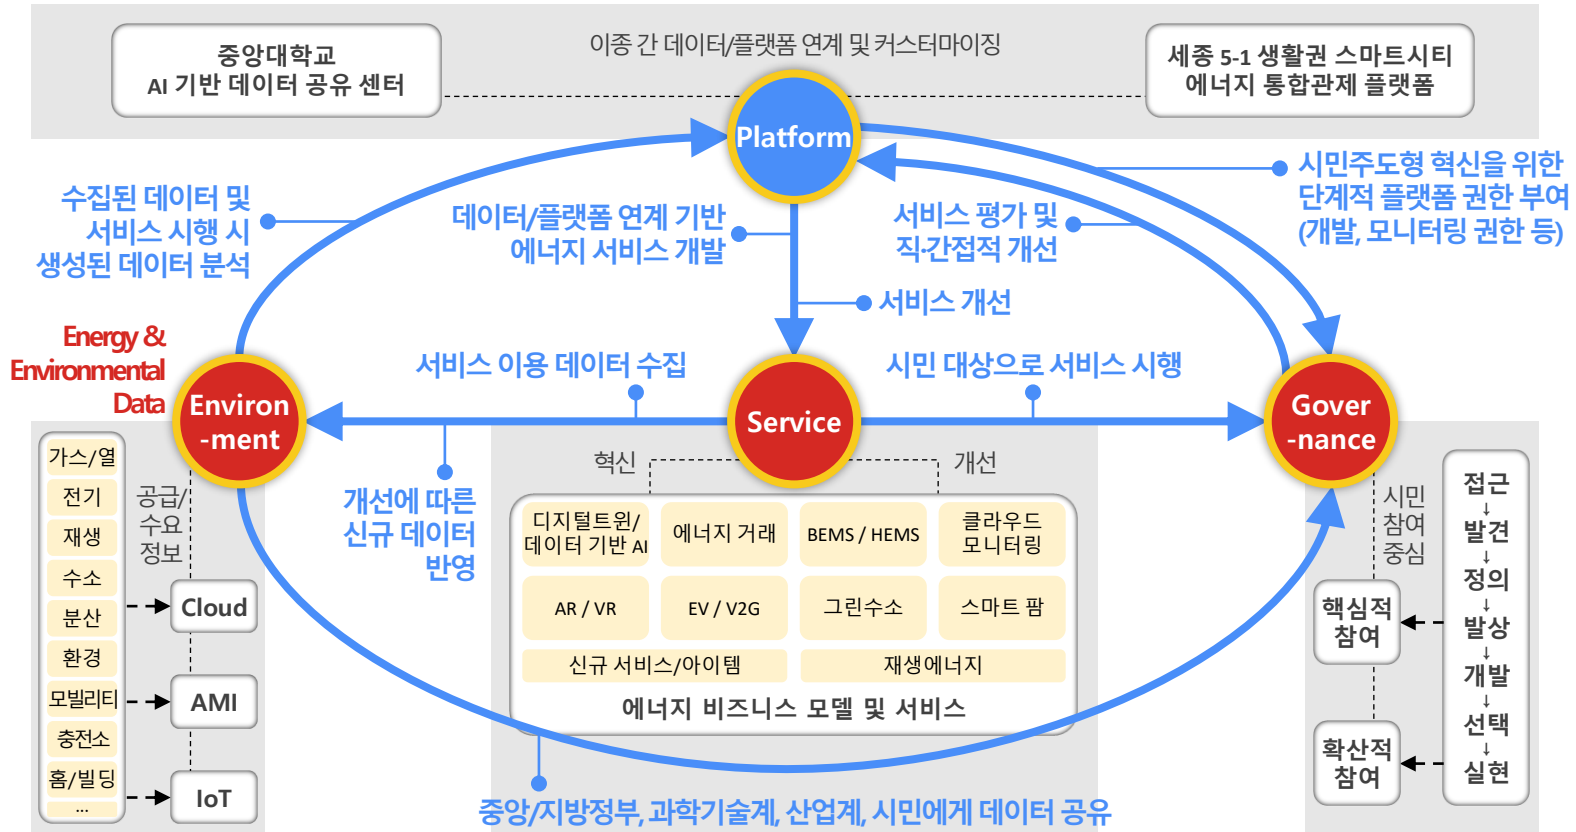 중앙대학교
AI 기반 데이터 공유 센터
이종 간 데이터/플랫폼 연계 및 커스터마이징
세종 5-1 생활권 스마트시티
에너지 통합관제 플랫폼
Platform
수집된 데이터 및
서비스 시행 시
생성된 데이터 분석
데이터/플랫폼 연계 기반
에너지 서비스 개발
서비스 평가 및
직·간접적 개선
시민주도형 혁신을 위한
단계적 플랫폼 권한 부여
(개발, 모니터링 권한 등)
서비스 개선
Energy &
Environmental
Data
서비스 이용 데이터 수집
시민 대상으로 서비스 시행
Environ
-ment
Service
Gover
-nance
가스/열
전기
재생
수소
분산
환경
모빌리티
충전소
홈/빌딩
...
공급/
수요
정보
Cloud
AMI
IoT
개선에 따른
신규 데이터
반영
혁신
개선
디지털트윈/
데이터 기반 AI
에너지 거래
BEMS / HEMS
클라우드
모니터링
AR / VR
EV / V2G
그린수소
스마트 팜
신규 서비스/아이템
재생에너지
에너지 비즈니스 모델 및 서비스
시민
참여
중심
핵심적
참여
확산적
참여
접근
↓
발견
↓
정의
↓
발상
↓
개발
↓
선택
↓
실현
중앙/지방정부, 과학기술계, 산업계, 시민에게 데이터 공유